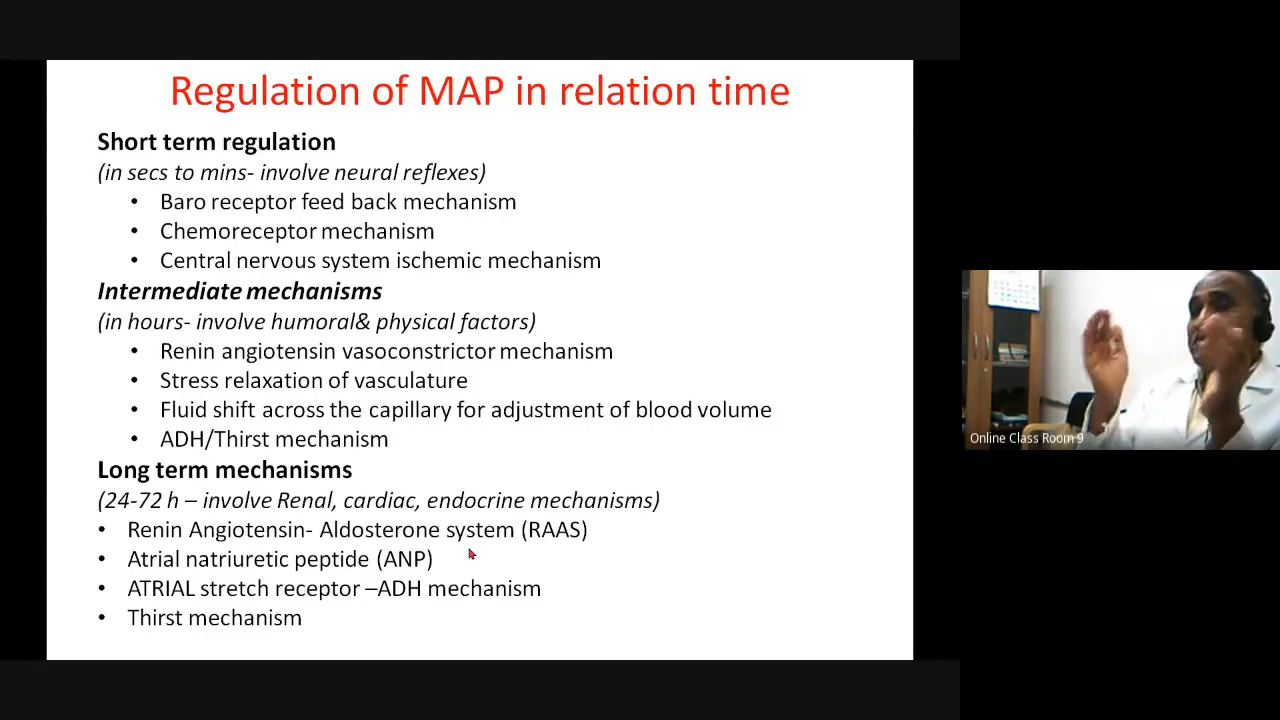 Regulation of MAP in relation time
Short term regulation
(in secs to mins- involve neural reflexes)
• Baro receptor feed back mechanism
• Chemoreceptor mechanism
• Central nervous system ischemic mechanism
Intermediate mechanisms
(in hours- involve humoral& physical factors)
• Renin angiotensin vasoconstrictor mechanism
• Stress relaxation of vasculature
• Fluid shift across the capillary for adjustment of blood volume
• ADH/Thirst mechanism
Long term mechanisms
(24-72 h – involve Renal, cardiac, endocrine mechanisms)
• Renin Angiotensin- Aldosterone system (RAAS)
• Atrial natriuretic peptide (ANP)
• ATRIAL stretch receptor –ADH mechanism
• Thirst mechanism
Online Class Room 9